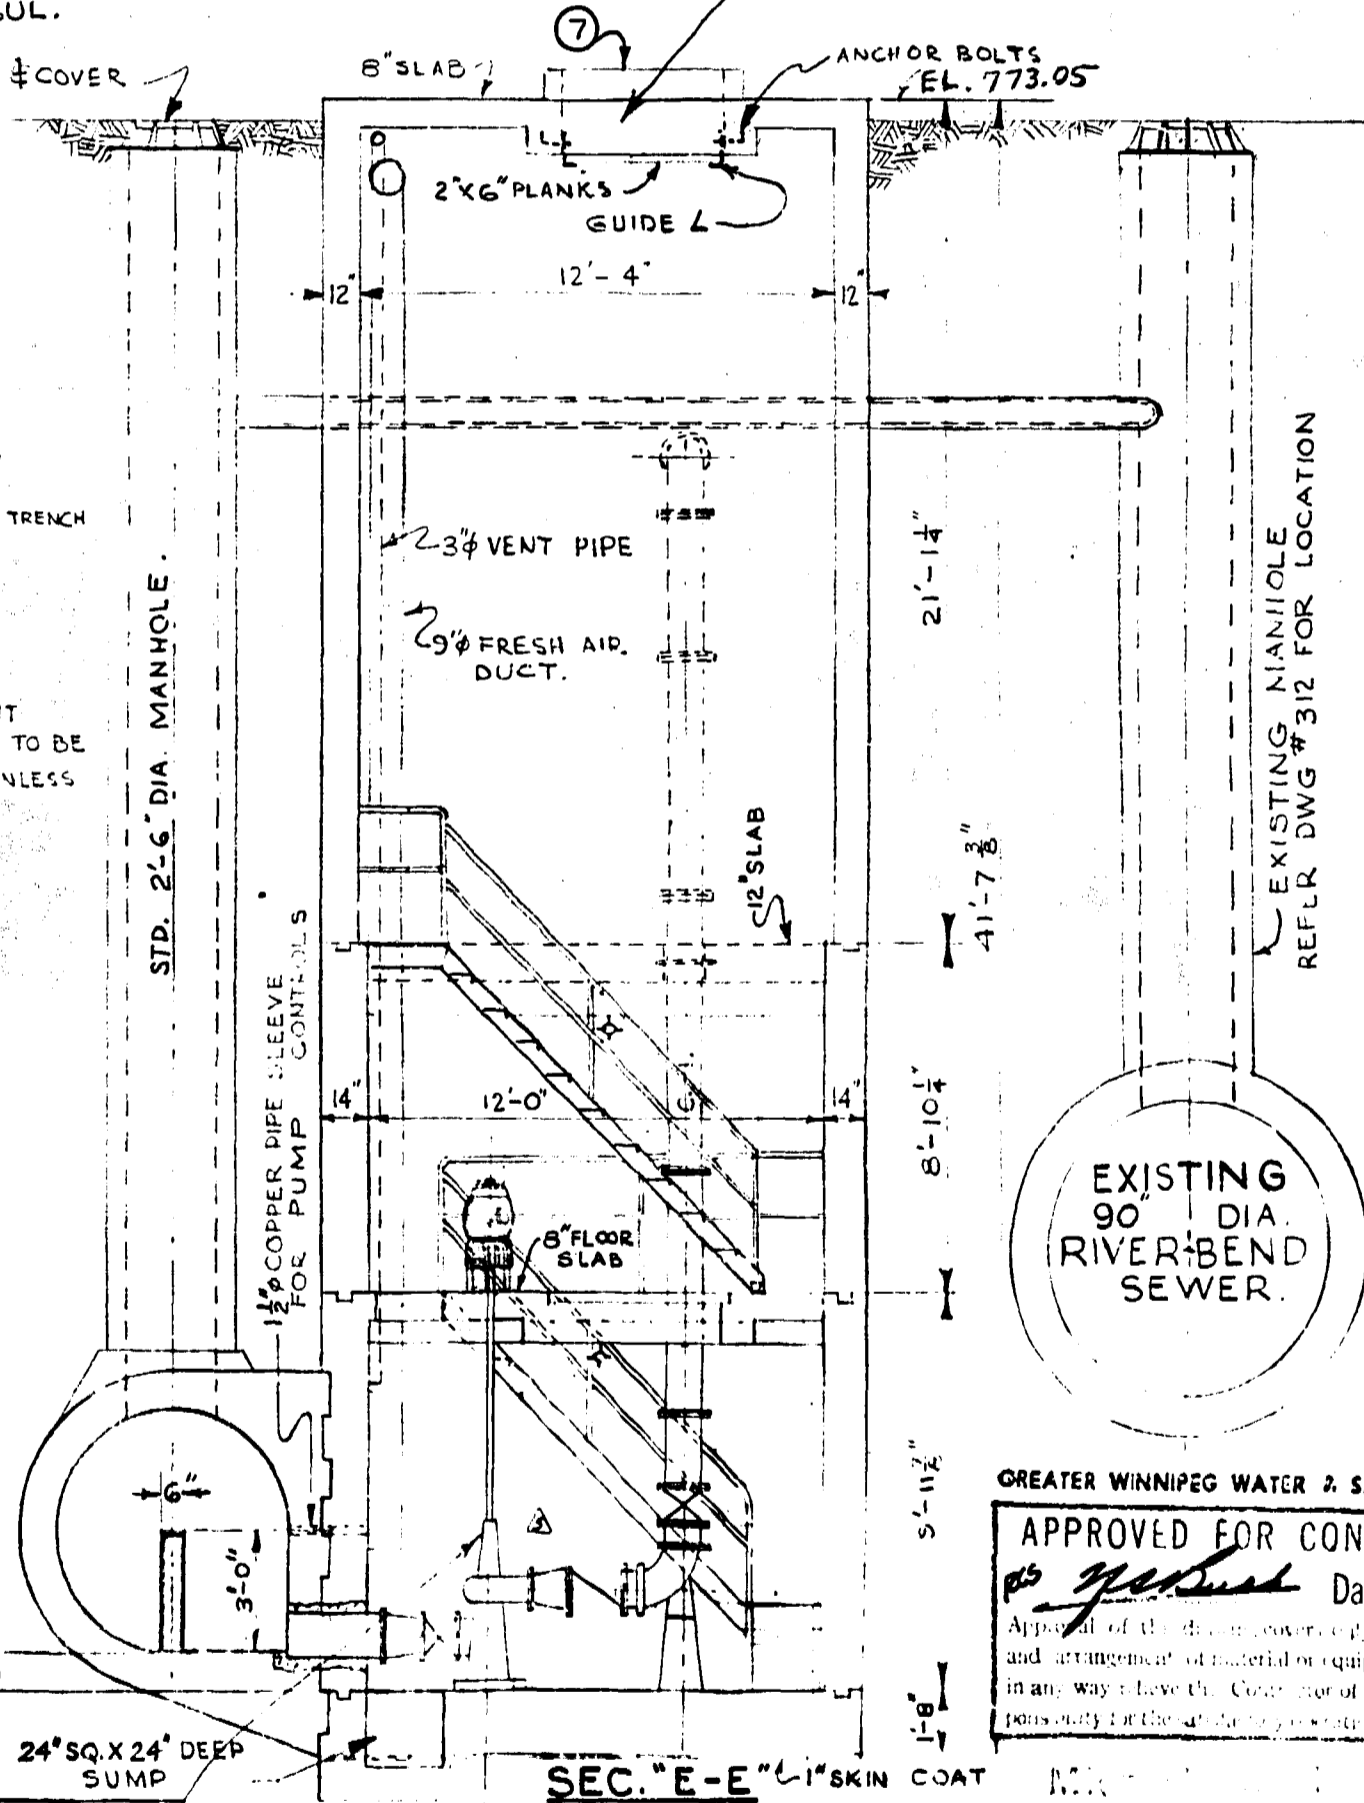 SUL.
⅊ COVER
8" SLAB
7
ANCHOR BOLTS
EL. 773.05
2"X6" PLANKS
GUIDE L
12"
12'-4"
12"
TRENCH
3"ϕ VENT PIPE
9"ϕ FRESH AIR.
DUCT.
TO BE
NLESS
STD. 2'-6" DIA. MANHOLE.
1½"ϕ COPPER PIPE SLEEVE
FOR PUMP CONTROLS
12" SLAB
21'-1¼"
41'-7⅜"
8'-10¼"
EXISTING MANHOLE
REFER DWG #312 FOR LOCATION
14"
12'-0"
14"
8" FLOOR
SLAB
EXISTING
90" DIA.
RIVER BEND
SEWER.
6"
3'-0"
1'-8"
24" SQ. X 24" DEEP
SUMP
SEC. "E-E"
1" SKIN COAT
GREATER WINNIPEG WATER & S
APPROVED FOR CON
Da
Approval of the
and arrangement of material or equip
in any way relieve the